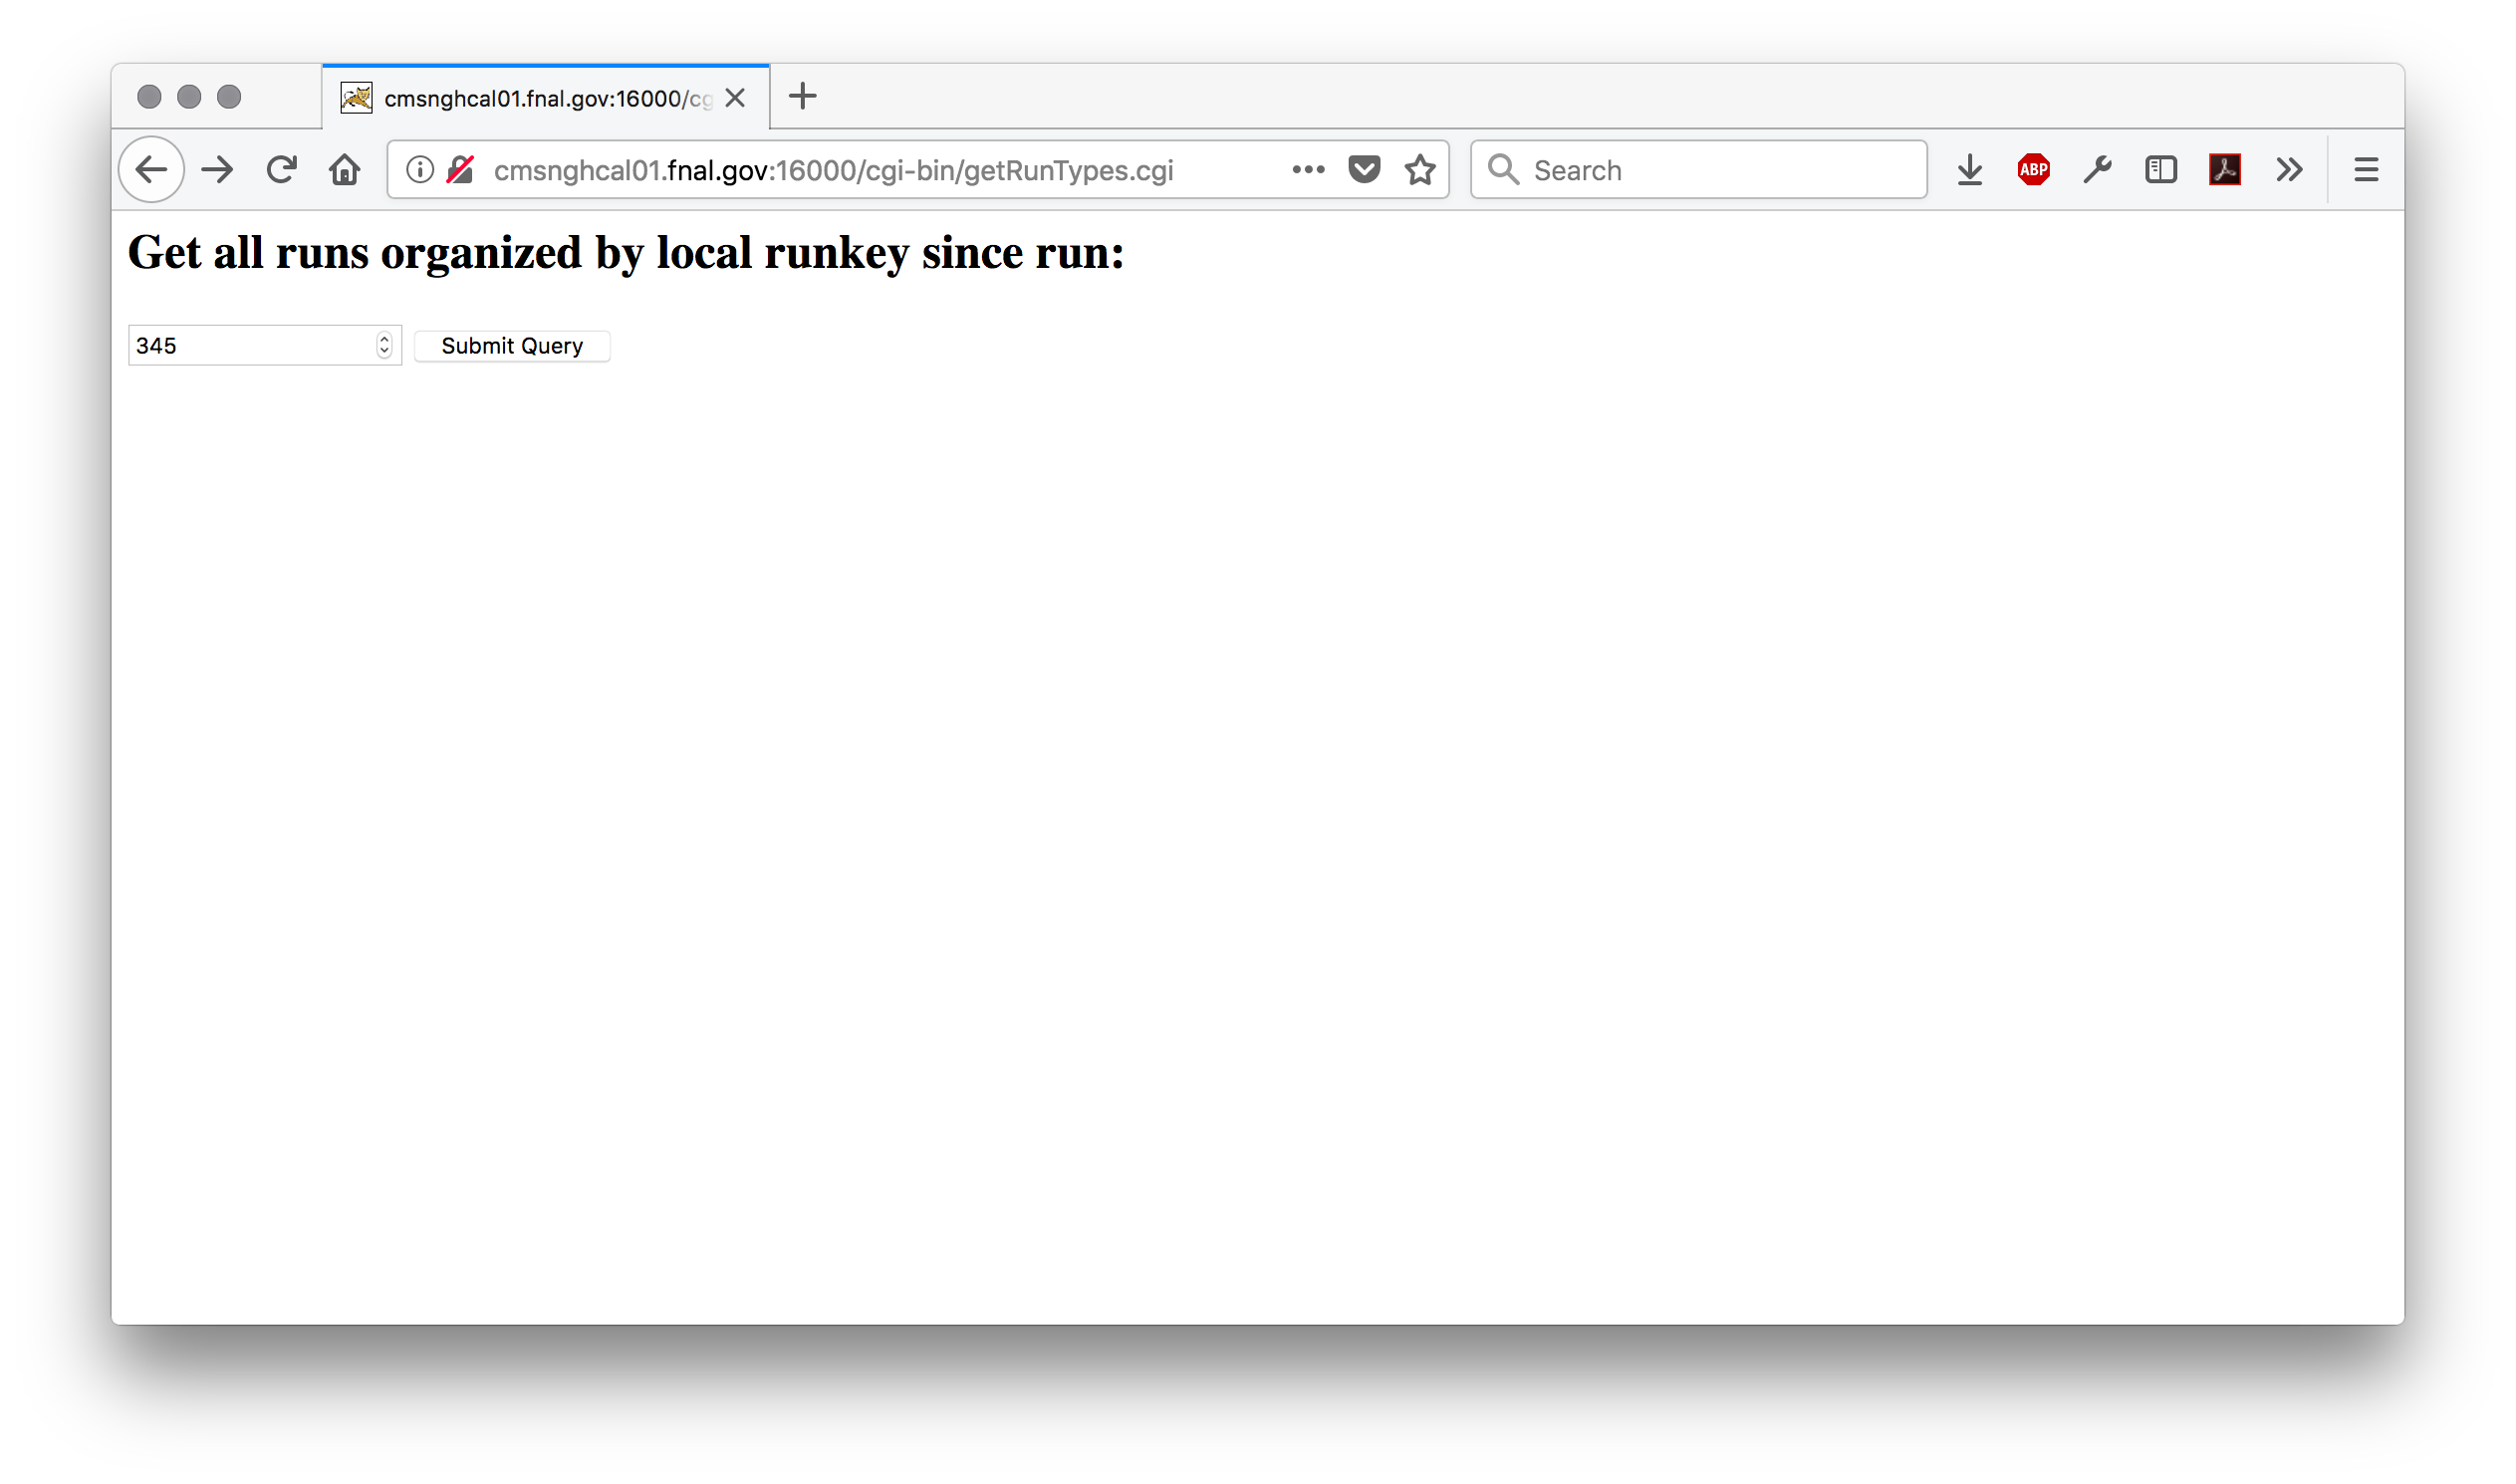 cmsnghcal01.fnal.gov:16000/cg
cmsnghcal01.fnal.gov:16000/cgi-bin/getRunTypes.cgi
Search
ABP
Get all runs organized by local runkey since run:
345
Submit Query